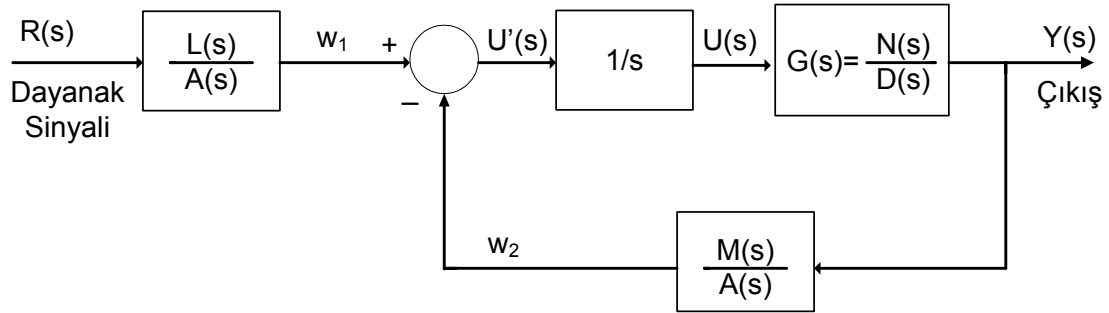 R(s)
Dayanak
Sinyali
L(s)
A(s)
w₁
+
–
U’(s)
1/s
U(s)
G(s)= N(s)
D(s)
Y(s)
Çıkış
w₂
M(s)
A(s)